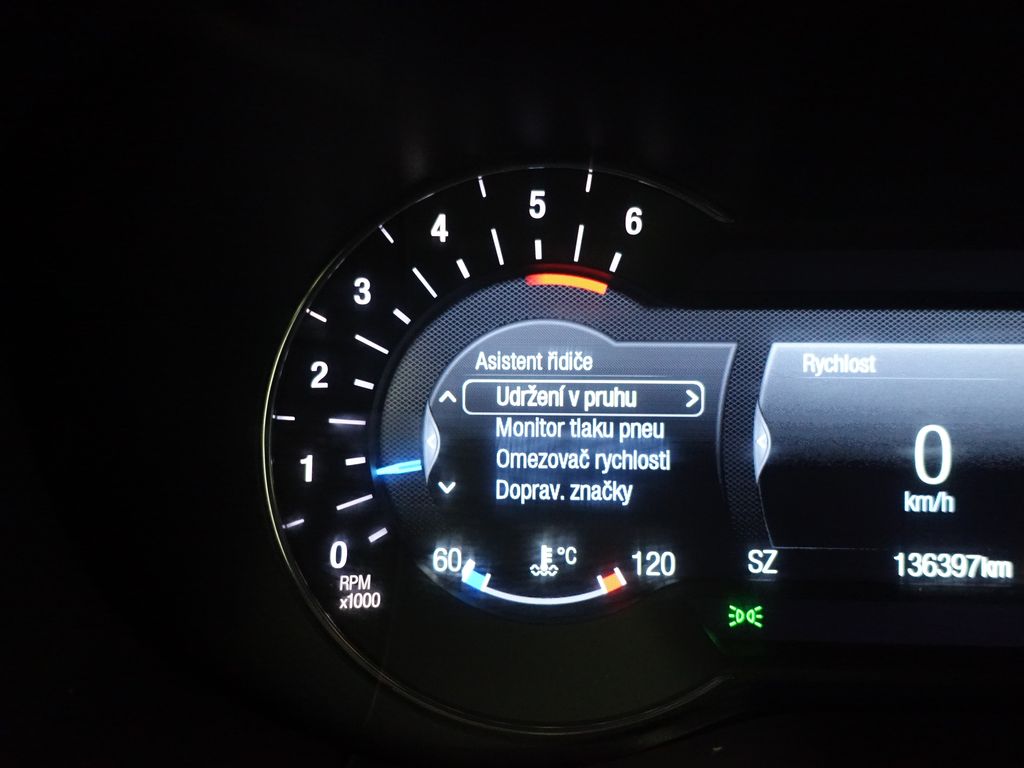 6
5
4
3
2
1
0
RPM
x1000
Asistent řidiče
Udržení v pruhu
Monitor tlaku pneu
Omezovač rychlosti
Doprav. značky
60 °C 120
Rychlost
0
km/h
SZ 136397km